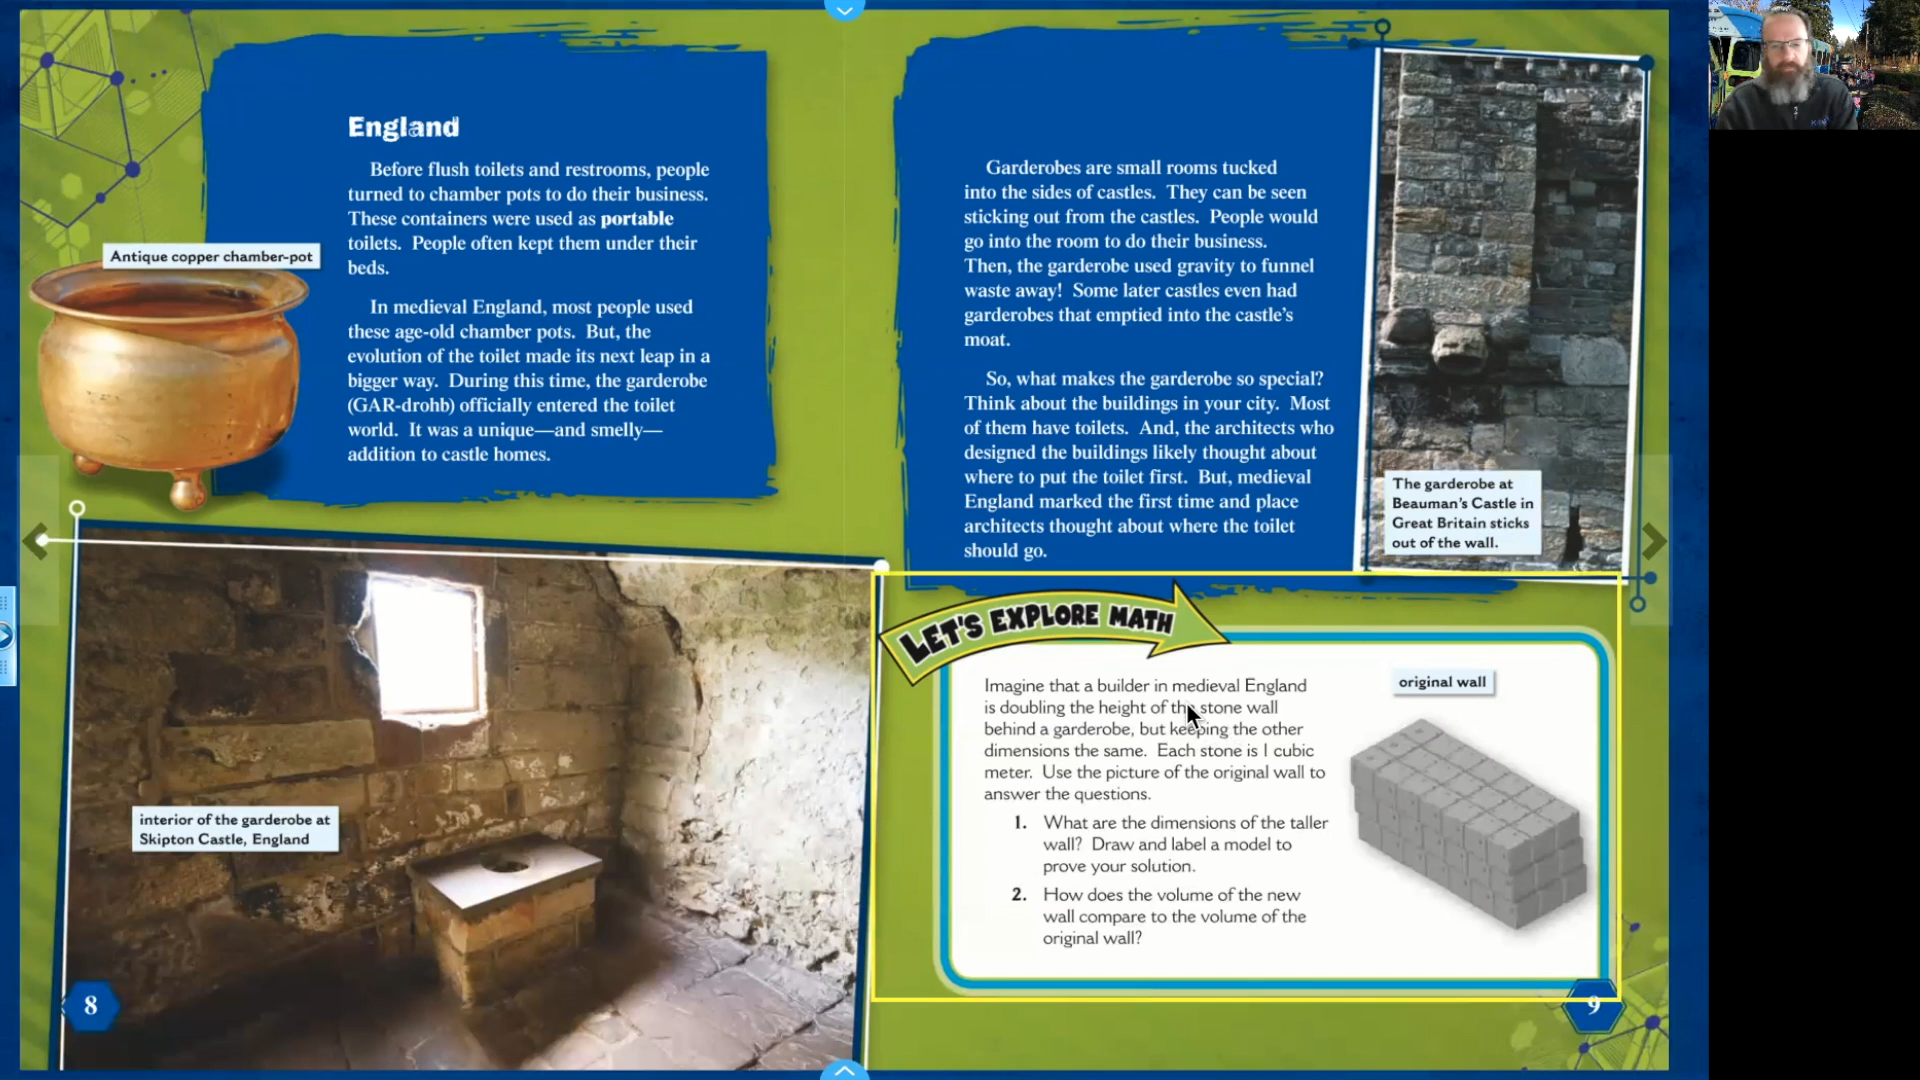 England
Before flush toilets and restrooms, people
turned to chamber pots to do their business.
These containers were used as portable
toilets. People often kept them under their
beds.
In medieval England, most people used
these age-old chamber pots. But, the
evolution of the toilet made its next leap in a
bigger way. During this time, the garderobe
(GAR-drohb) officially entered the toilet
world. It was a unique—and smelly—
addition to castle homes.
Antique copper chamber-pot
interior of the garderobe at
Skipton Castle, England
8
Garderobes are small rooms tucked
into the sides of castles. They can be seen
sticking out from the castles. People would
go into the room to do their business.
Then, the garderobe used gravity to funnel
waste away! Some later castles even had
garderobes that emptied into the castle's
moat.
So, what makes the garderobe so special?
Think about the buildings in your city. Most
of them have toilets. And, the architects who
designed the buildings likely thought about
where to put the toilet first. But, medieval
England marked the first time and place
architects thought about where the toilet
should go.
The garderobe at
Beauman's Castle in
Great Britain sticks
out of the wall.
LET'S EXPLORE MATH
Imagine that a builder in medieval England
is doubling the height of the stone wall
behind a garderobe, but keeping the other
dimensions the same. Each stone is 1 cubic
meter. Use the picture of the original wall to
answer the questions.
1. What are the dimensions of the taller
wall? Draw and label a model to
prove your solution.
2. How does the volume of the new
wall compare to the volume of the
original wall?
original wall
9